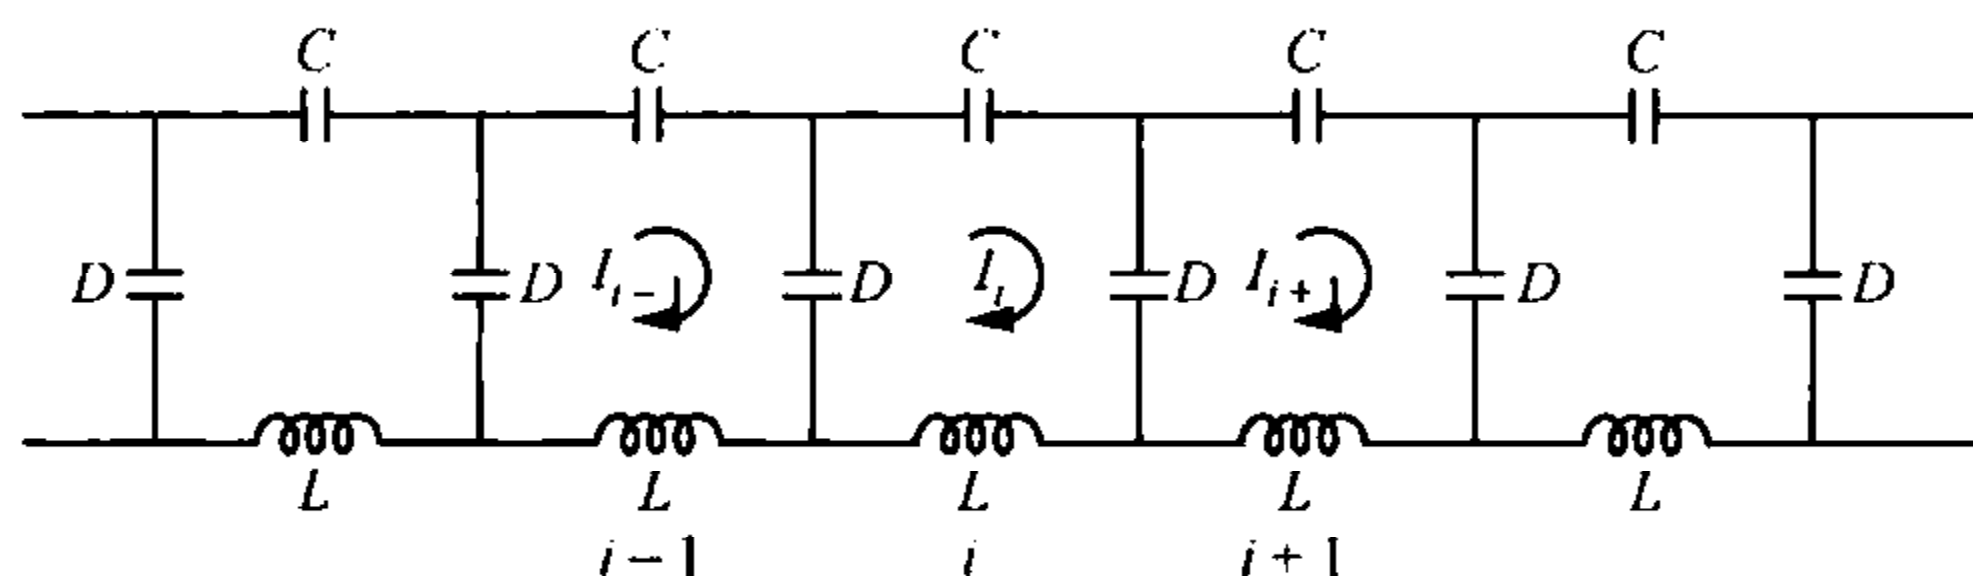 C C C C C
D D I_{i-1} D I_i D I_{i+1} D D
L L L L L
i - 1 i i + 1